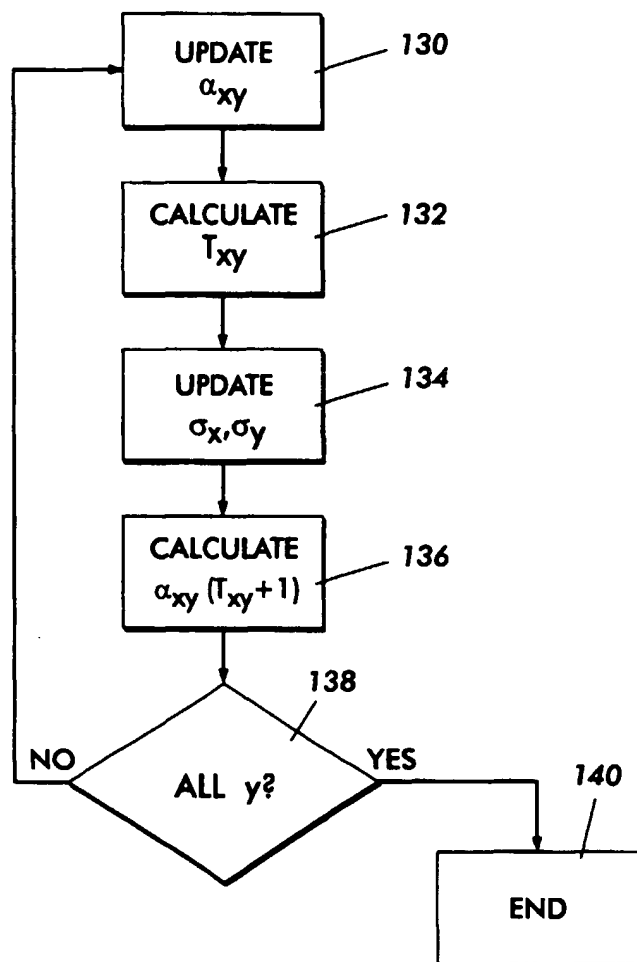 UPDATE
αxy
130
CALCULATE
Txy
132
UPDATE
σx,σy
134
CALCULATE
αxy (Txy+1)
136
138
NO
ALL y?
YES
140
END